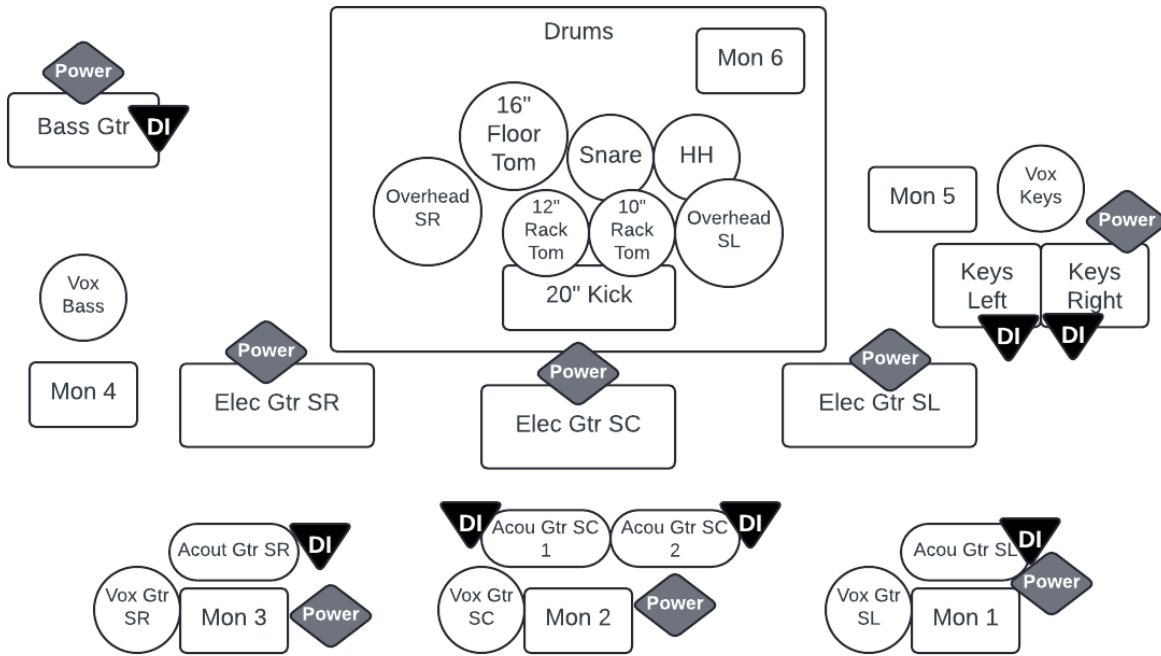 Drums
Mon 6
Power
Bass Gtr
DI
16"
Floor
Tom
Snare
HH
Overhead
SR
12"
Rack
Tom
10"
Rack
Tom
Overhead
SL
20" Kick
Mon 5
Vox
Keys
Power
Keys
Left
Keys
Right
DI
DI
Vox
Bass
Mon 4
Power
Elec Gtr SR
Power
Elec Gtr SC
Power
Elec Gtr SL
Acout Gtr SR
DI
Vox Gtr
SR
Mon 3
Power
DI
Acou Gtr SC
1
Acou Gtr SC
2
DI
Vox Gtr
SC
Mon 2
Power
Acou Gtr SL
DI
Vox Gtr
SL
Mon 1
Power